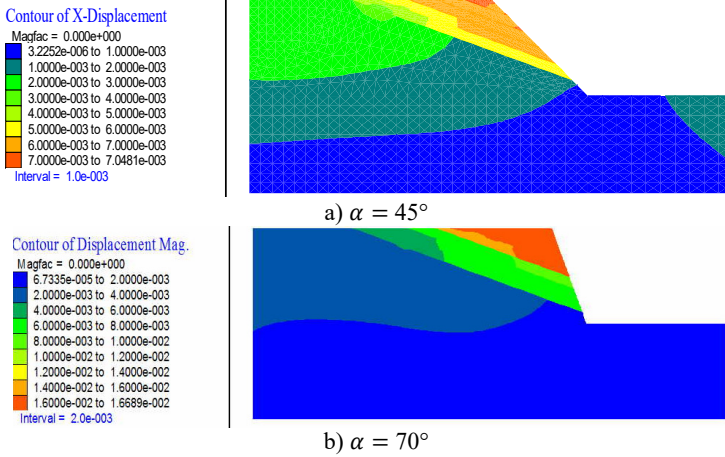 Contour of X-Displacement
Magfac = 0.000e+000
3.2252e-006 to 1.0000e-003
1.0000e-003 to 2.0000e-003
2.0000e-003 to 3.0000e-003
3.0000e-003 to 4.0000e-003
4.0000e-003 to 5.0000e-003
5.0000e-003 to 6.0000e-003
6.0000e-003 to 7.0000e-003
7.0000e-003 to 7.0481e-003
Interval = 1.0e-003
a) α = 45°
Contour of Displacement Mag.
Magfac = 0.000e+000
6.7335e-005 to 2.0000e-003
2.0000e-003 to 4.0000e-003
4.0000e-003 to 6.0000e-003
6.0000e-003 to 8.0000e-003
8.0000e-003 to 1.0000e-002
1.0000e-002 to 1.2000e-002
1.2000e-002 to 1.4000e-002
1.4000e-002 to 1.6000e-002
1.6000e-002 to 1.6689e-002
Interval = 2.0e-003
b) α = 70°